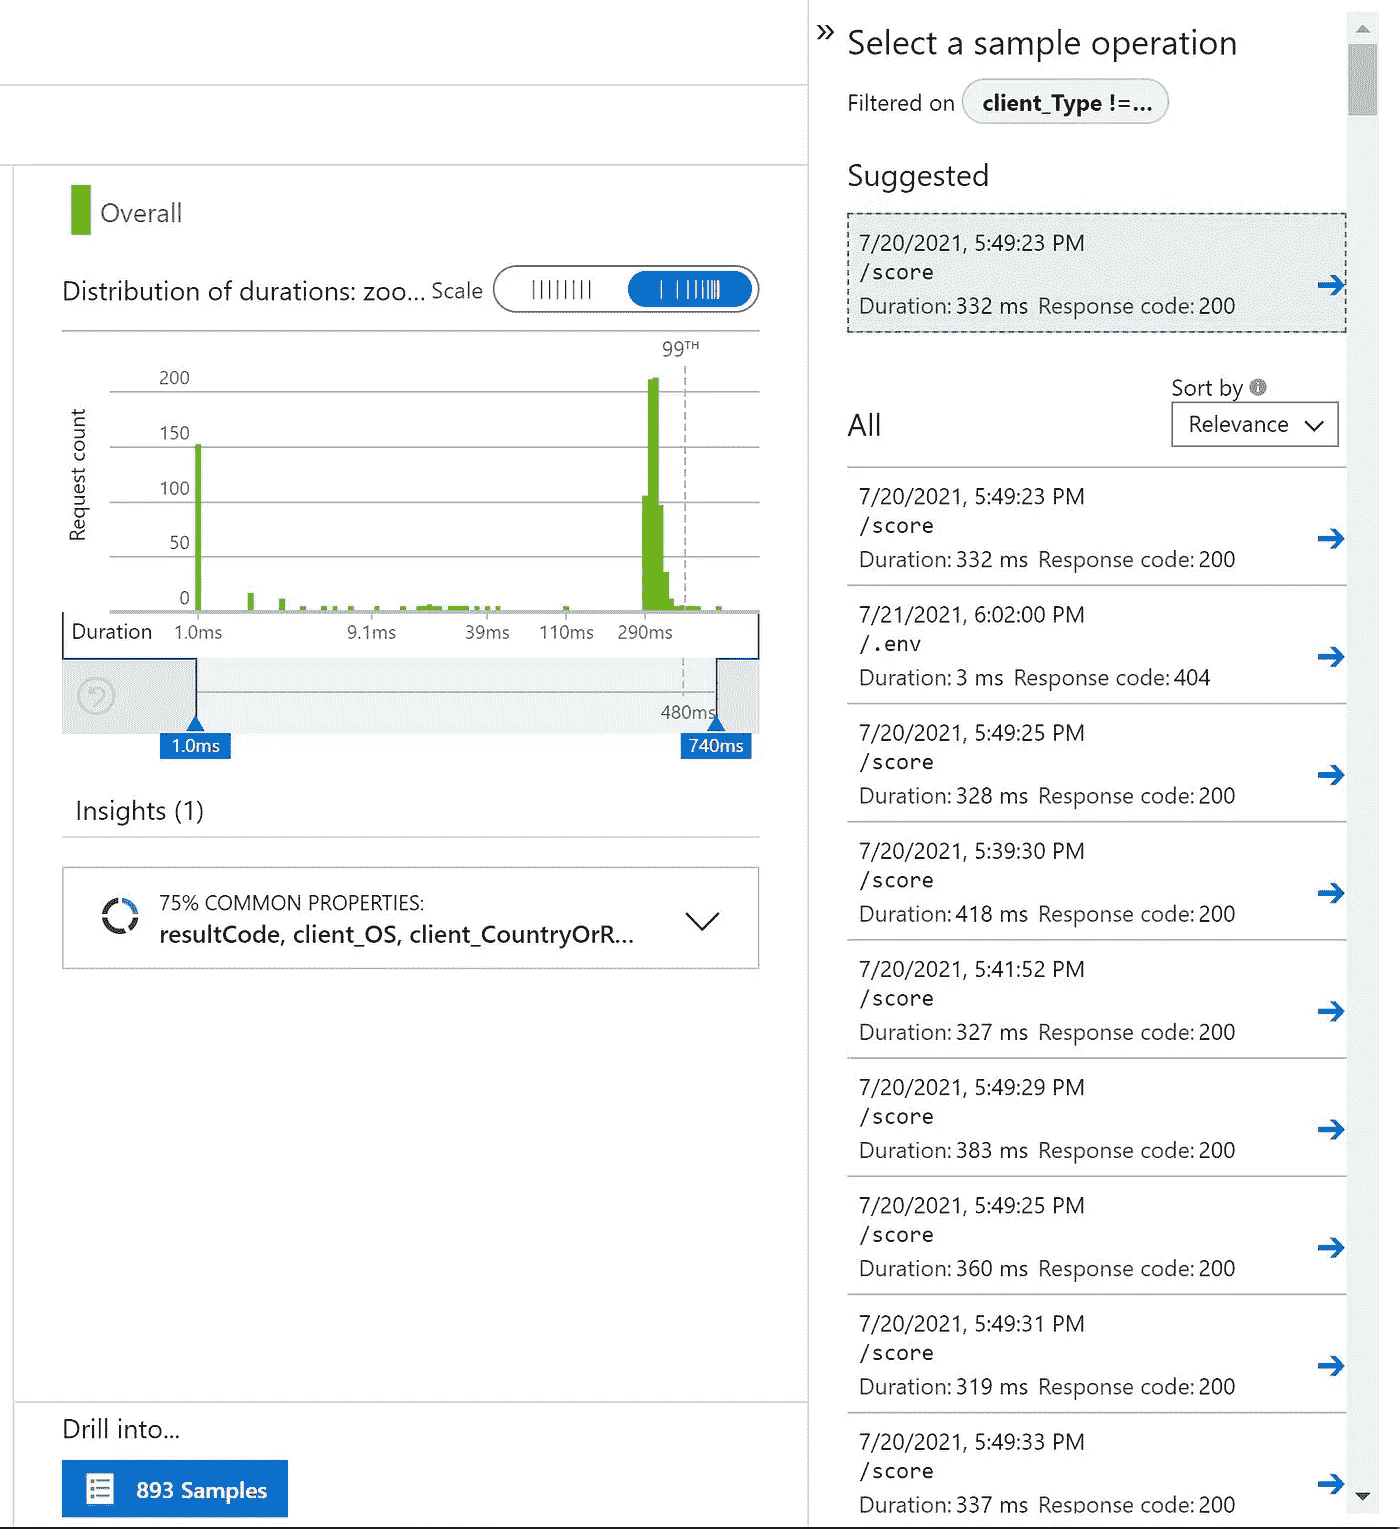 Overall
Distribution of durations: zoo... Scale
99TH
Request count
200
150
100
50
0
Duration 1.0ms 9.1ms 39ms 110ms 290ms
480ms
1.0ms 740ms
Insights (1)
75% COMMON PROPERTIES:
resultCode, client_OS, client_CountryOrR...
Drill into...
893 Samples
» Select a sample operation
Filtered on client_Type !=...
Suggested
7/20/2021, 5:49:23 PM
/score
Duration: 332 ms Response code: 200
Sort by
All
Relevance
7/20/2021, 5:49:23 PM
/score
Duration: 332 ms Response code: 200
7/21/2021, 6:02:00 PM
/.env
Duration: 3 ms Response code: 404
7/20/2021, 5:49:25 PM
/score
Duration: 328 ms Response code: 200
7/20/2021, 5:39:30 PM
/score
Duration: 418 ms Response code: 200
7/20/2021, 5:41:52 PM
/score
Duration: 327 ms Response code: 200
7/20/2021, 5:49:29 PM
/score
Duration: 383 ms Response code: 200
7/20/2021, 5:49:25 PM
/score
Duration: 360 ms Response code: 200
7/20/2021, 5:49:31 PM
/score
Duration: 319 ms Response code: 200
7/20/2021, 5:49:33 PM
/score
Duration: 337 ms Response code: 200